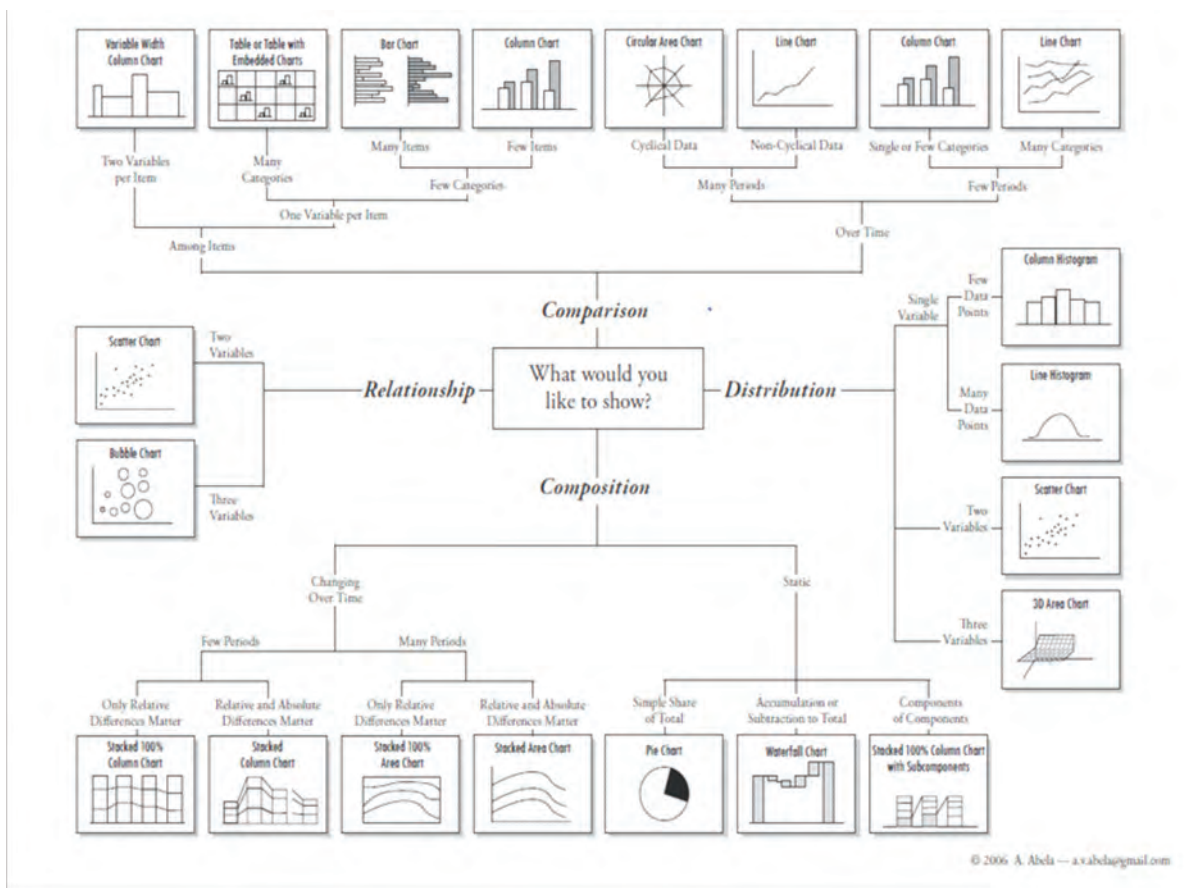 Variable Width
Column Chart
Table or Table with
Embedded Charts
Bar Chart
Column Chart
Circular Area Chart
Line Chart
Column Chart
Line Chart
Two Variables
per Item
Many
Categories
Many Items
Few Items
Cyclical Data
Non-Cyclical Data
Single or Few Categories
Many Categories
Few Categories
Many Periods
Few Periods
One Variable per Item
Among Items
Over Time
Comparison
What would you
like to show?
Relationship
Two
Variables
Scatter Chart
Three
Variables
Bubble Chart
Distribution
Single
Variable
Few
Data
Points
Column Histogram
Many
Data
Points
Line Histogram
Two
Variables
Scatter Chart
Three
Variables
3D Area Chart
Composition
Changing
Over Time
Static
Few Periods
Many Periods
Only Relative
Differences Matter
Relative and Absolute
Differences Matter
Only Relative
Differences Matter
Relative and Absolute
Differences Matter
Simple Share
of Total
Accumulation or
Subtraction to Total
Components
of Components
Stacked 100%
Column Chart
Stacked
Column Chart
Stacked 100%
Area Chart
Stacked Area Chart
Pie Chart
Waterfall Chart
Stacked 100% Column Chart
with Subcomponents
© 2006 A. Abela — a.v.abela@gmail.com